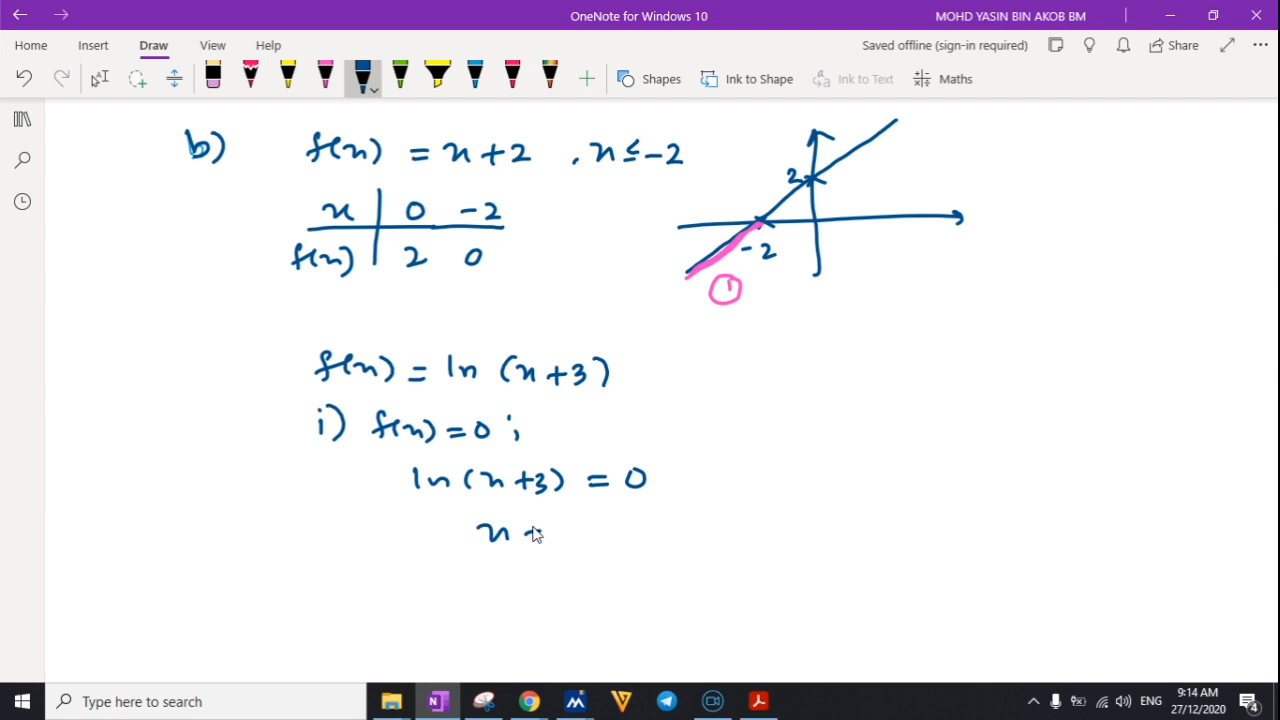 OneNote for Windows 10
MOHD YASIN BIN AKOB BM
Home Insert Draw View Help
Saved offline (sign-in required)
Share
Shapes
Ink to Shape
Ink to Text
Maths
b) f(x) = x+2 , x ≤ -2
x 0 -2
f(x) 2 0
2
-2
1
f(x) = ln (x+3)
i) f(x) = 0 ;
ln (x+3) = 0
x -
Type here to search
ENG
9:14 AM
27/12/2020
4